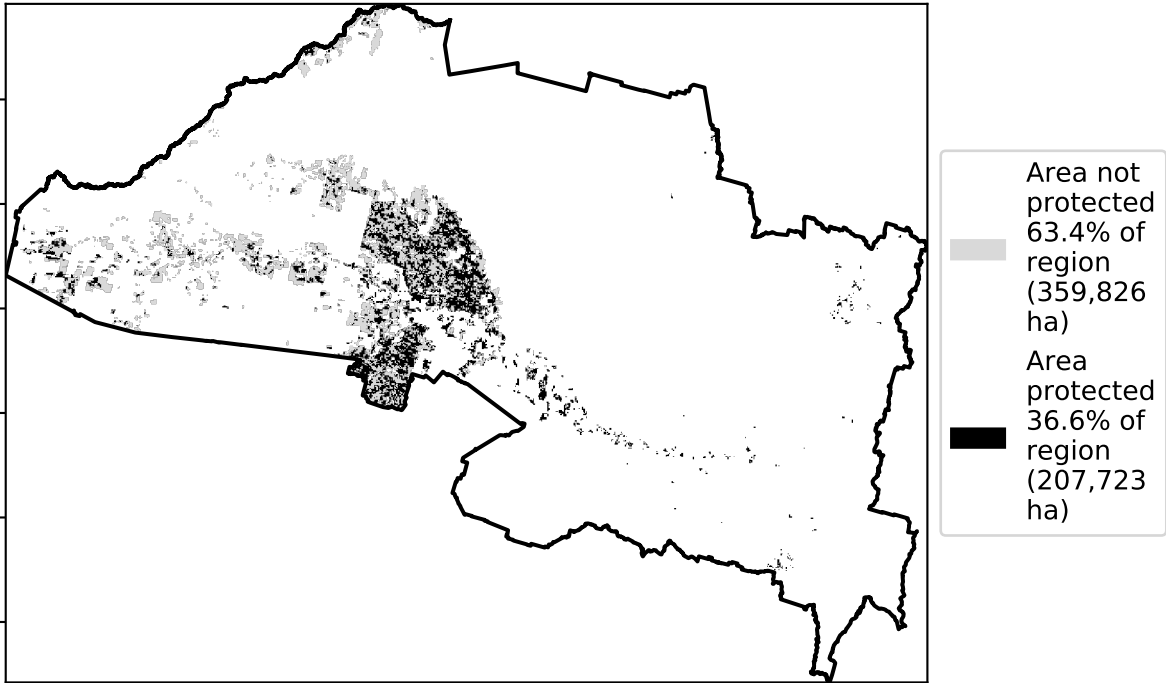 Area not
protected
63.4% of
region
(359,826
ha)
Area
protected
36.6% of
region
(207,723
ha)